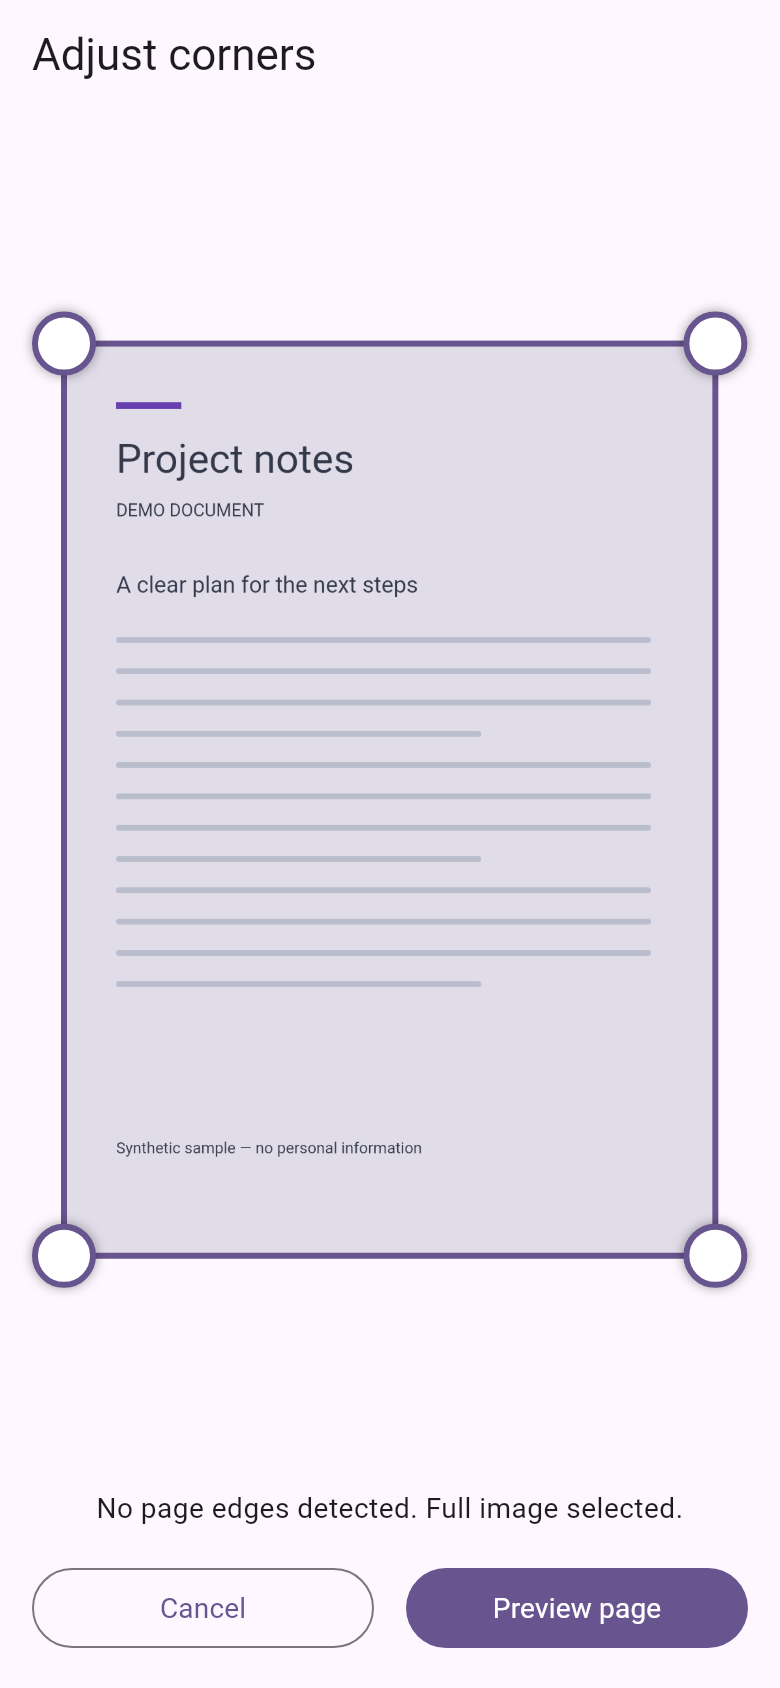 Adjust corners
Project notes
DEMO DOCUMENT
A clear plan for the next steps
Synthetic sample — no personal information
No page edges detected. Full image selected.
Cancel
Preview page